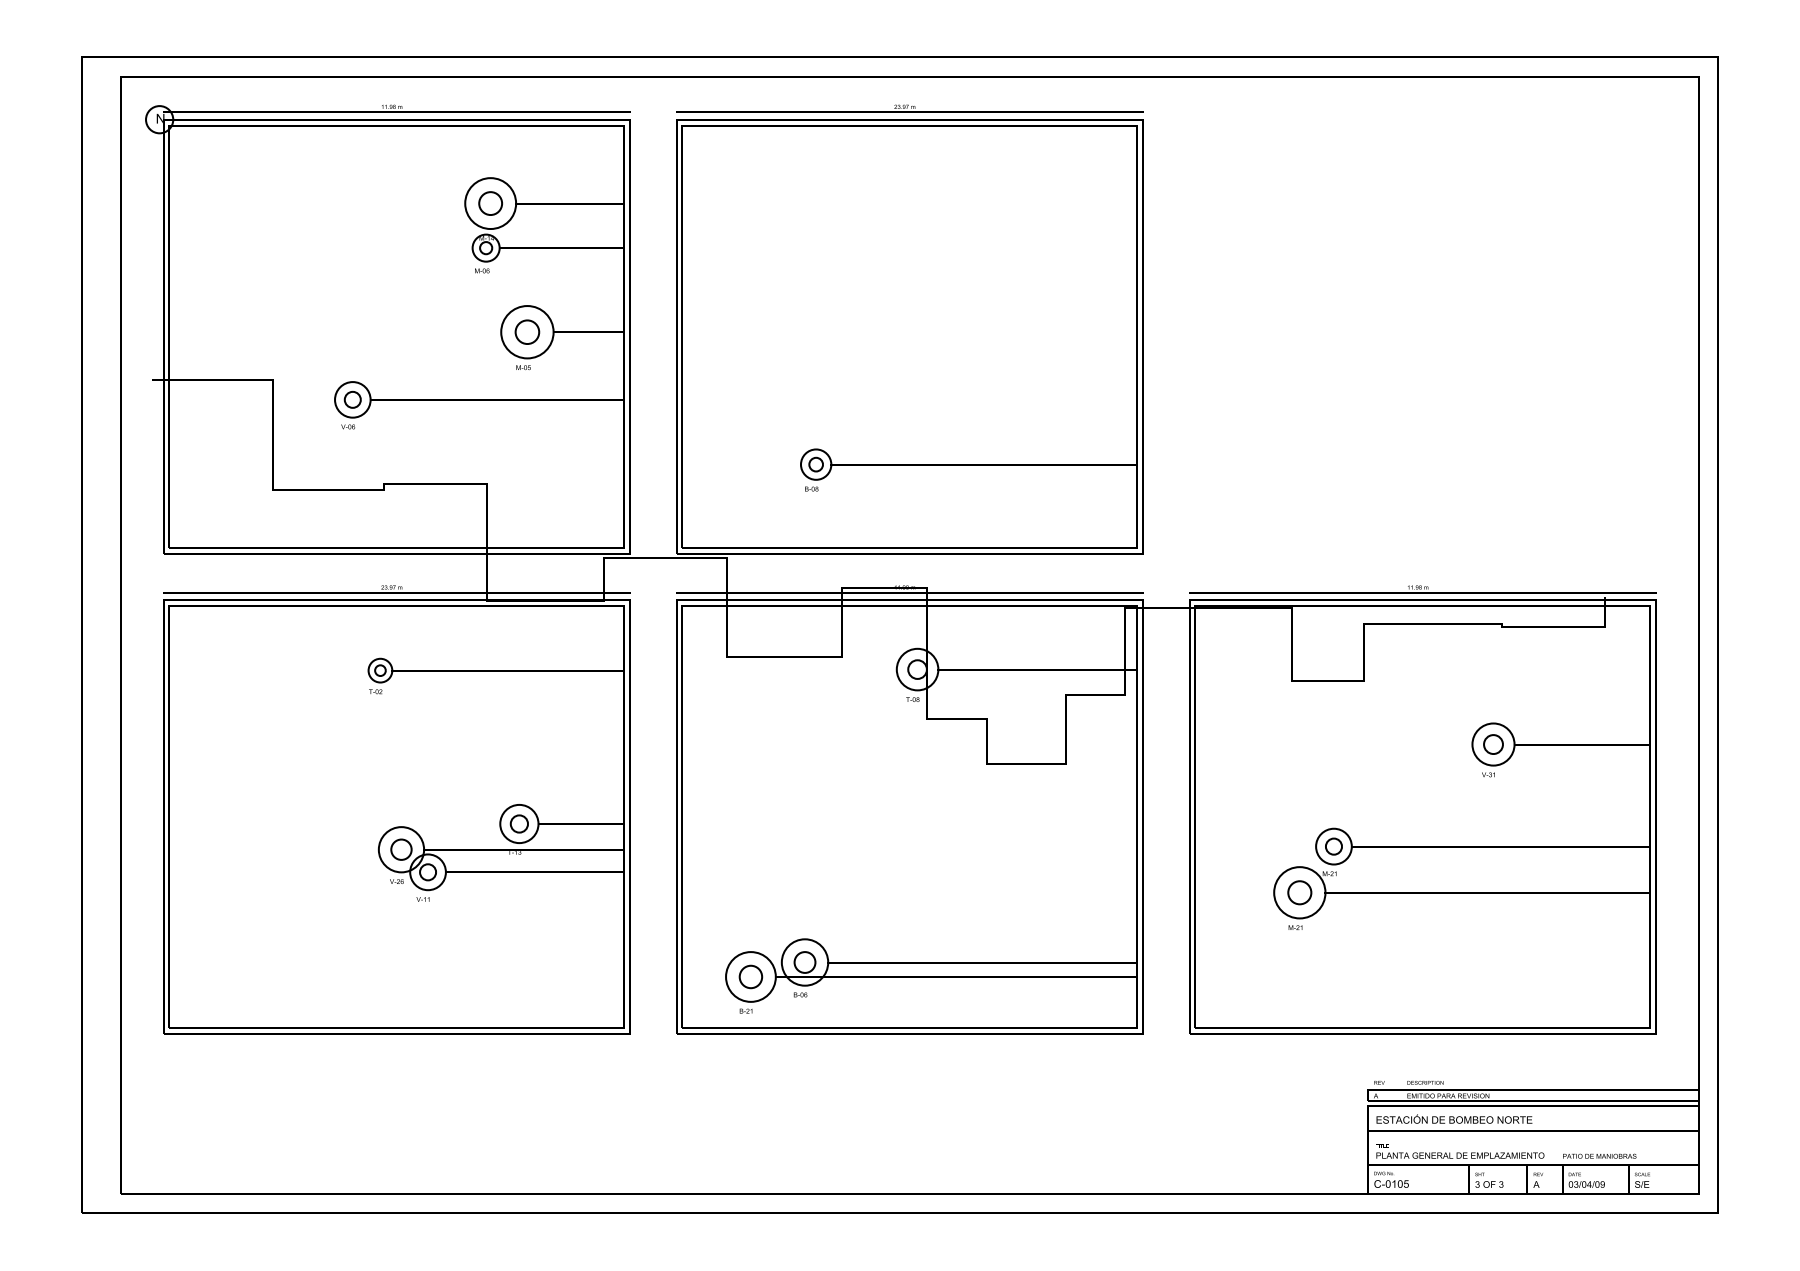 11.98 m
23.97 m
N
M-06
M-05
V-06
B-08
23.97 m
11.98 m
T-02
T-08
V-31
T-13
V-26
V-11
M-21
M-21
B-06
B-21
REV DESCRIPTION
A EMITIDO PARA REVISION
ESTACIÓN DE BOMBEO NORTE
TITLE
PLANTA GENERAL DE EMPLAZAMIENTO PATIO DE MANIOBRAS
DWG No. SHT REV DATE SCALE
C-0105 3 OF 3 A 03/04/09 S/E